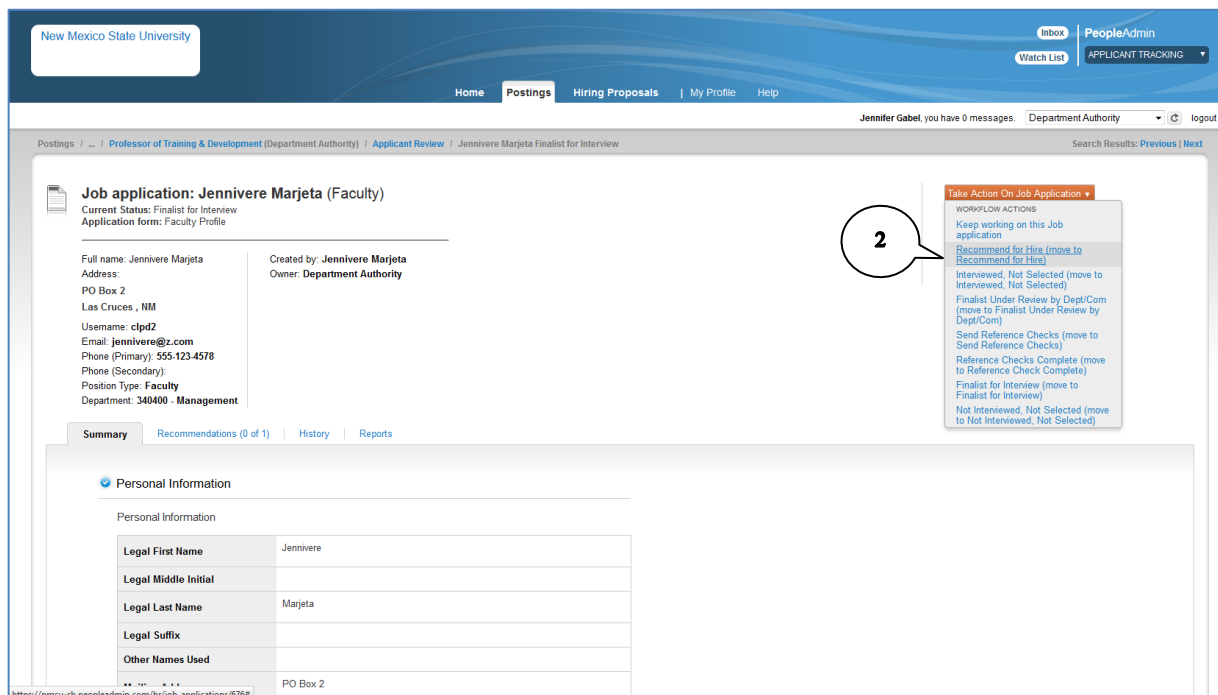 New Mexico State University
Inbox
PeopleAdmin
Watch List
APPLICANT TRACKING
Home Postings Hiring Proposals | My Profile Help
Jennifer Gabel, you have 0 messages. Department Authority logout
Postings / ... / Professor of Training & Development (Department Authority) / Applicant Review / Jennivere Marjeta Finalist for Interview
Search Results: Previous | Next
Job application: Jennivere Marjeta (Faculty)
Current Status: Finalist for Interview
Application form: Faculty Profile
Full name: Jennivere Marjeta
Address:
PO Box 2
Las Cruces , NM
Username: clpd2
Email: jennivere@z.com
Phone (Primary): 555-123-4578
Phone (Secondary):
Position Type: Faculty
Department: 340400 - Management
Created by: Jennivere Marjeta
Owner: Department Authority
2
Take Action On Job Application
WORKFLOW ACTIONS
Keep working on this Job
application
Recommend for Hire (move to
Recommend for Hire)
Interviewed, Not Selected (move to
Interviewed, Not Selected)
Finalist Under Review by Dept/Com
(move to Finalist Under Review by
Dept/Com)
Send Reference Checks (move to
Send Reference Checks)
Reference Checks Complete (move
to Reference Check Complete)
Finalist for Interview (move to
Finalist for Interview)
Not Interviewed, Not Selected (move
to Not Interviewed, Not Selected)
Summary Recommendations (0 of 1) History Reports
Personal Information
Personal Information
Legal First Name Jennivere
Legal Middle Initial
Legal Last Name Marjeta
Legal Suffix
Other Names Used
PO Box 2